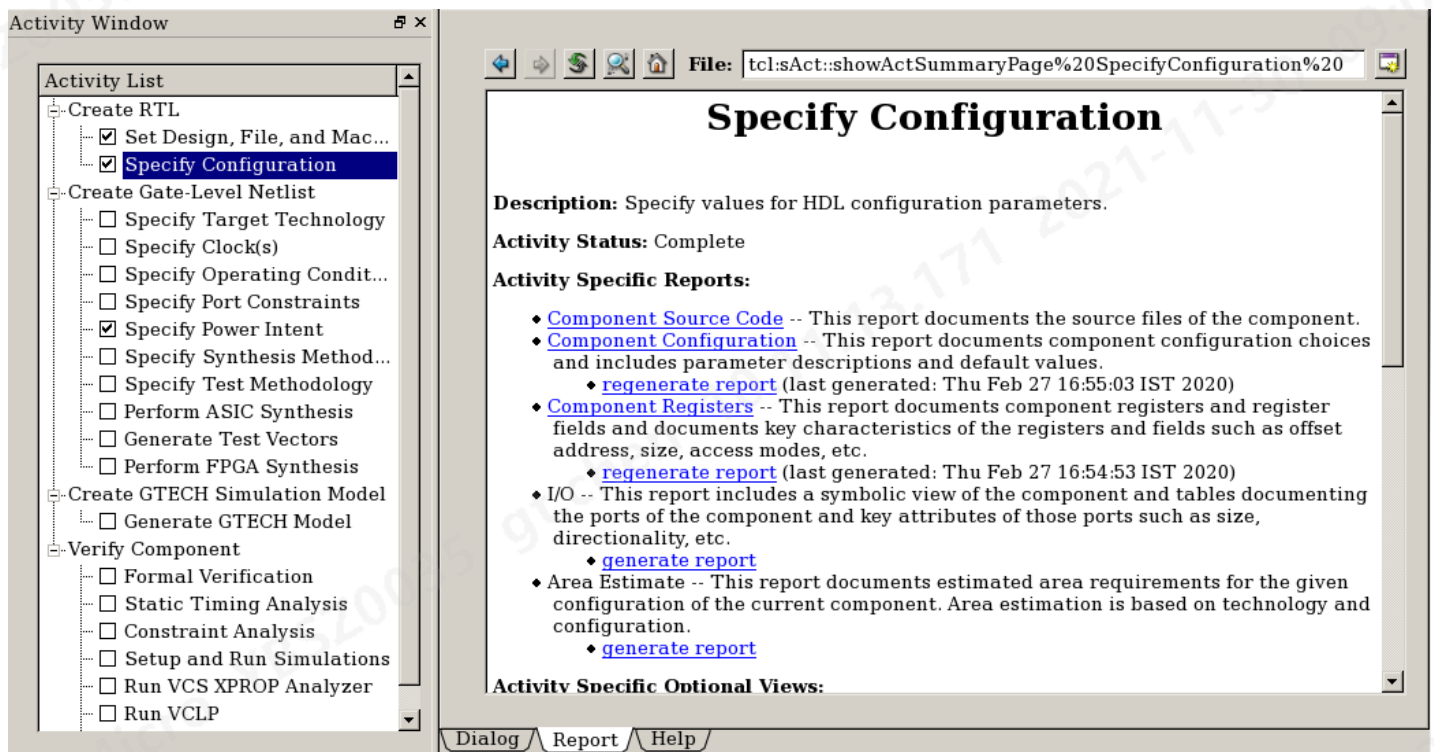 Activity Window
Activity List
Create RTL
Set Design, File, and Mac...
Specify Configuration
Create Gate-Level Netlist
Specify Target Technology
Specify Clock(s)
Specify Operating Condit...
Specify Port Constraints
Specify Power Intent
Specify Synthesis Method...
Specify Test Methodology
Perform ASIC Synthesis
Generate Test Vectors
Perform FPGA Synthesis
Create GTECH Simulation Model
Generate GTECH Model
Verify Component
Formal Verification
Static Timing Analysis
Constraint Analysis
Setup and Run Simulations
Run VCS XPROP Analyzer
Run VCLP
File: tcl:sAct::showActSummaryPage%20SpecifyConfiguration%20
Specify Configuration
Description: Specify values for HDL configuration parameters.
Activity Status: Complete
Activity Specific Reports:
Component Source Code -- This report documents the source files of the component.
Component Configuration -- This report documents component configuration choices
and includes parameter descriptions and default values.
regenerate report (last generated: Thu Feb 27 16:55:03 IST 2020)
Component Registers -- This report documents component registers and register
fields and documents key characteristics of the registers and fields such as offset
address, size, access modes, etc.
regenerate report (last generated: Thu Feb 27 16:54:53 IST 2020)
I/O -- This report includes a symbolic view of the component and tables documenting
the ports of the component and key attributes of those ports such as size,
directionality, etc.
generate report
Area Estimate -- This report documents estimated area requirements for the given
configuration of the current component. Area estimation is based on technology and
configuration.
generate report
Activity Specific Optional Views:
Dialog
Report
Help